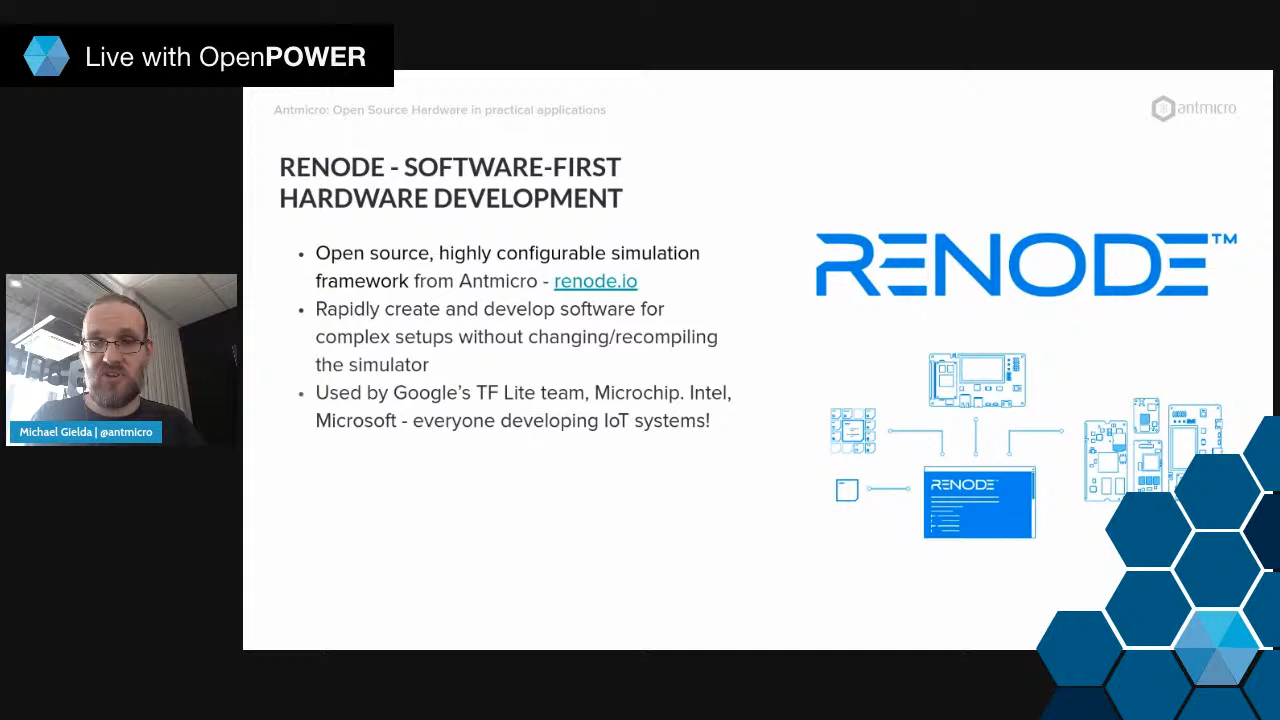 Live with OpenPOWER
Antmicro: Open Source Hardware in practical applications
antmicro
RENODE - SOFTWARE-FIRST
HARDWARE DEVELOPMENT
• Open source, highly configurable simulation
framework from Antmicro - renode.io
• Rapidly create and develop software for
complex setups without changing/recompiling
the simulator
• Used by Google's TF Lite team, Microchip. Intel,
Microsoft - everyone developing IoT systems!
RENODE™
RENODE
Michael Gielda | @antmicro